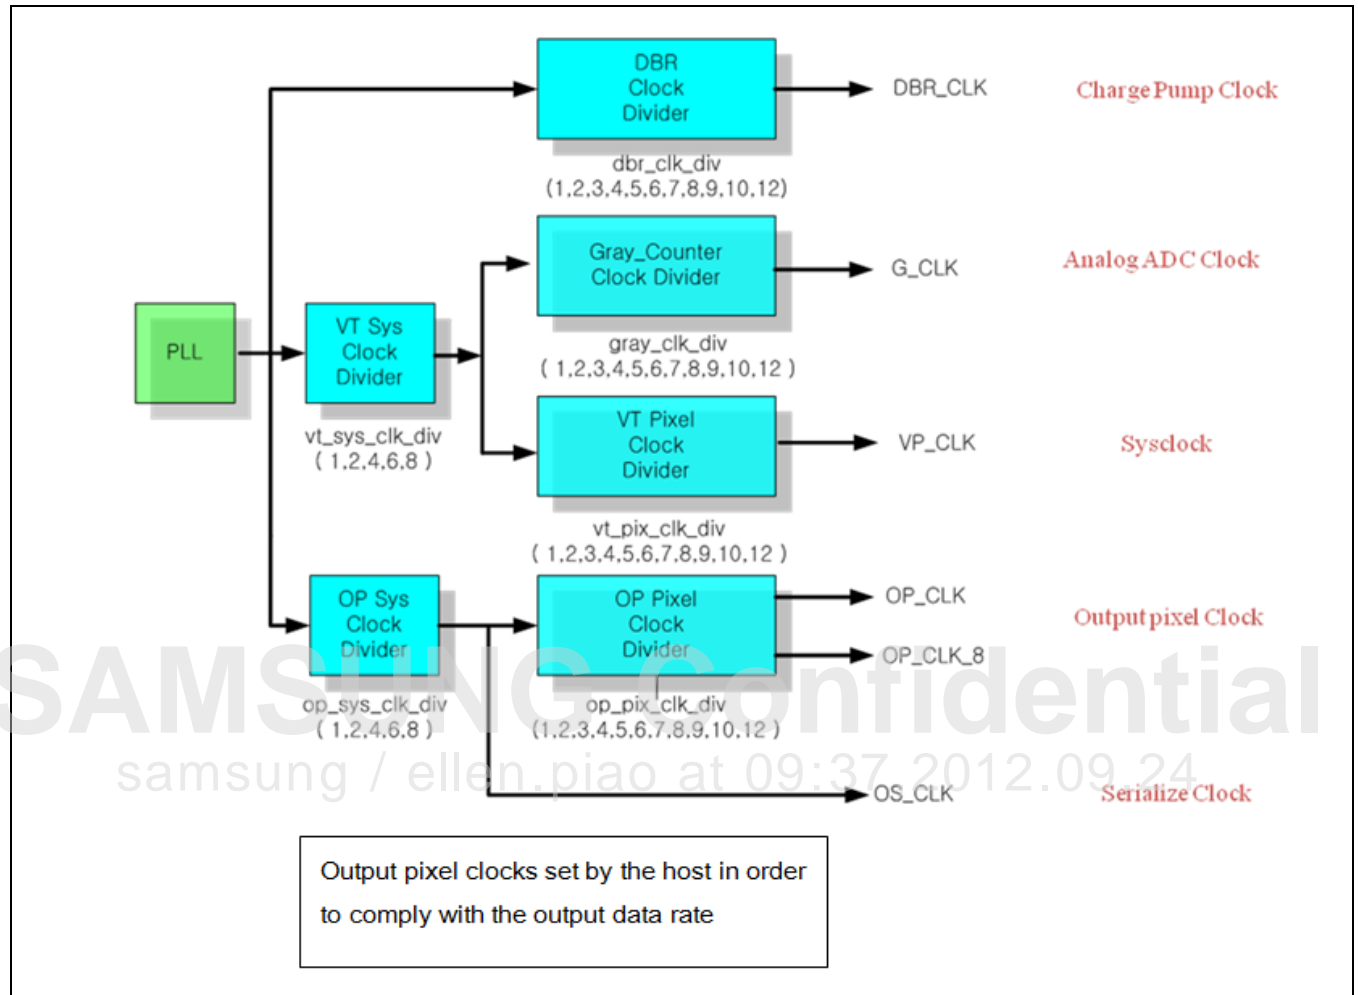 DBR
Clock
Divider
DBR_CLK
Charge Pump Clock
dbr_clk_div
(1,2,3,4,5,6,7,8,9,10,12)
Gray_Counter
Clock Divider
G_CLK
Analog ADC Clock
gray_clk_div
( 1,2,3,4,5,6,7,8,9,10,12 )
PLL
VT Sys
Clock
Divider
vt_sys_clk_div
( 1,2,4,6,8 )
VT Pixel
Clock
Divider
VP_CLK
Sysclock
vt_pix_clk_div
( 1,2,3,4,5,6,7,8,9,10,12 )
OP Sys
Clock
Divider
op_sys_clk_div
( 1,2,4,6,8 )
OP Pixel
Clock
Divider
OP_CLK
Output pixel Clock
OP_CLK_8
op_pix_clk_div
(1,2,3,4,5,6,7,8,9,10,12 )
OS_CLK
Serialize Clock
SAMSUNG Confidential
samsung / ellen.piao at 09:37,2012.09.24
Output pixel clocks set by the host in order
to comply with the output data rate